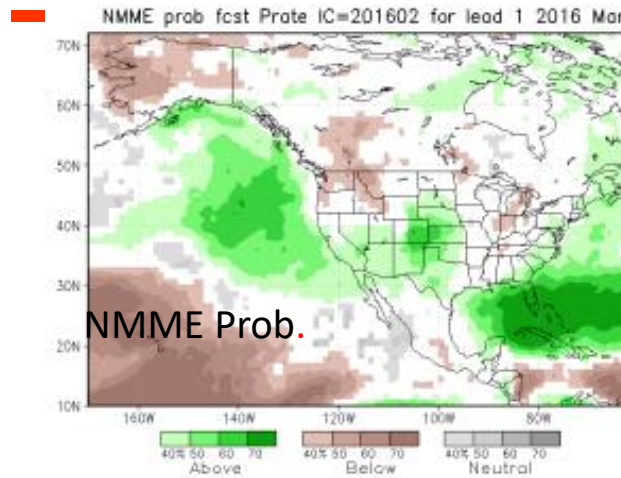 NMME prob fcst Prate IC=201602 for lead 1 2016 Mar
70N
60N
50N
40N
30N
NMME Prob.
20N
10N
160W 140W 120W 100W 80W
40% 50 60 70 40% 50 60 70 40% 50 60 70
Above Below Neutral